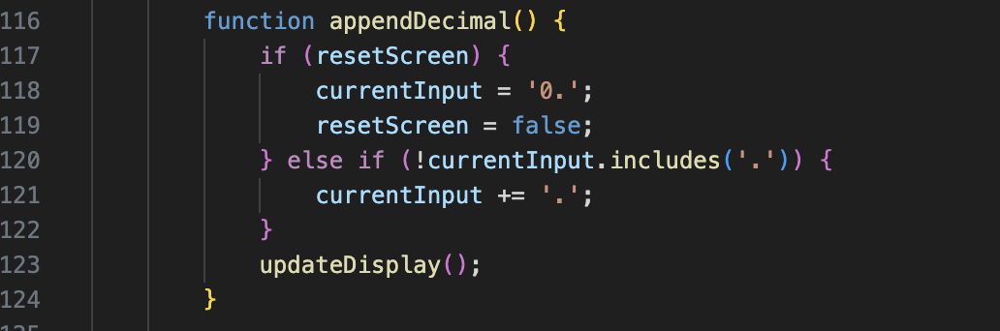 116 function appendDecimal() {
117 if (resetScreen) {
118 currentInput = '0.';
119 resetScreen = false;
120 } else if (!currentInput.includes('.')) {
121 currentInput += '.';
122 }
123 updateDisplay();
124 }